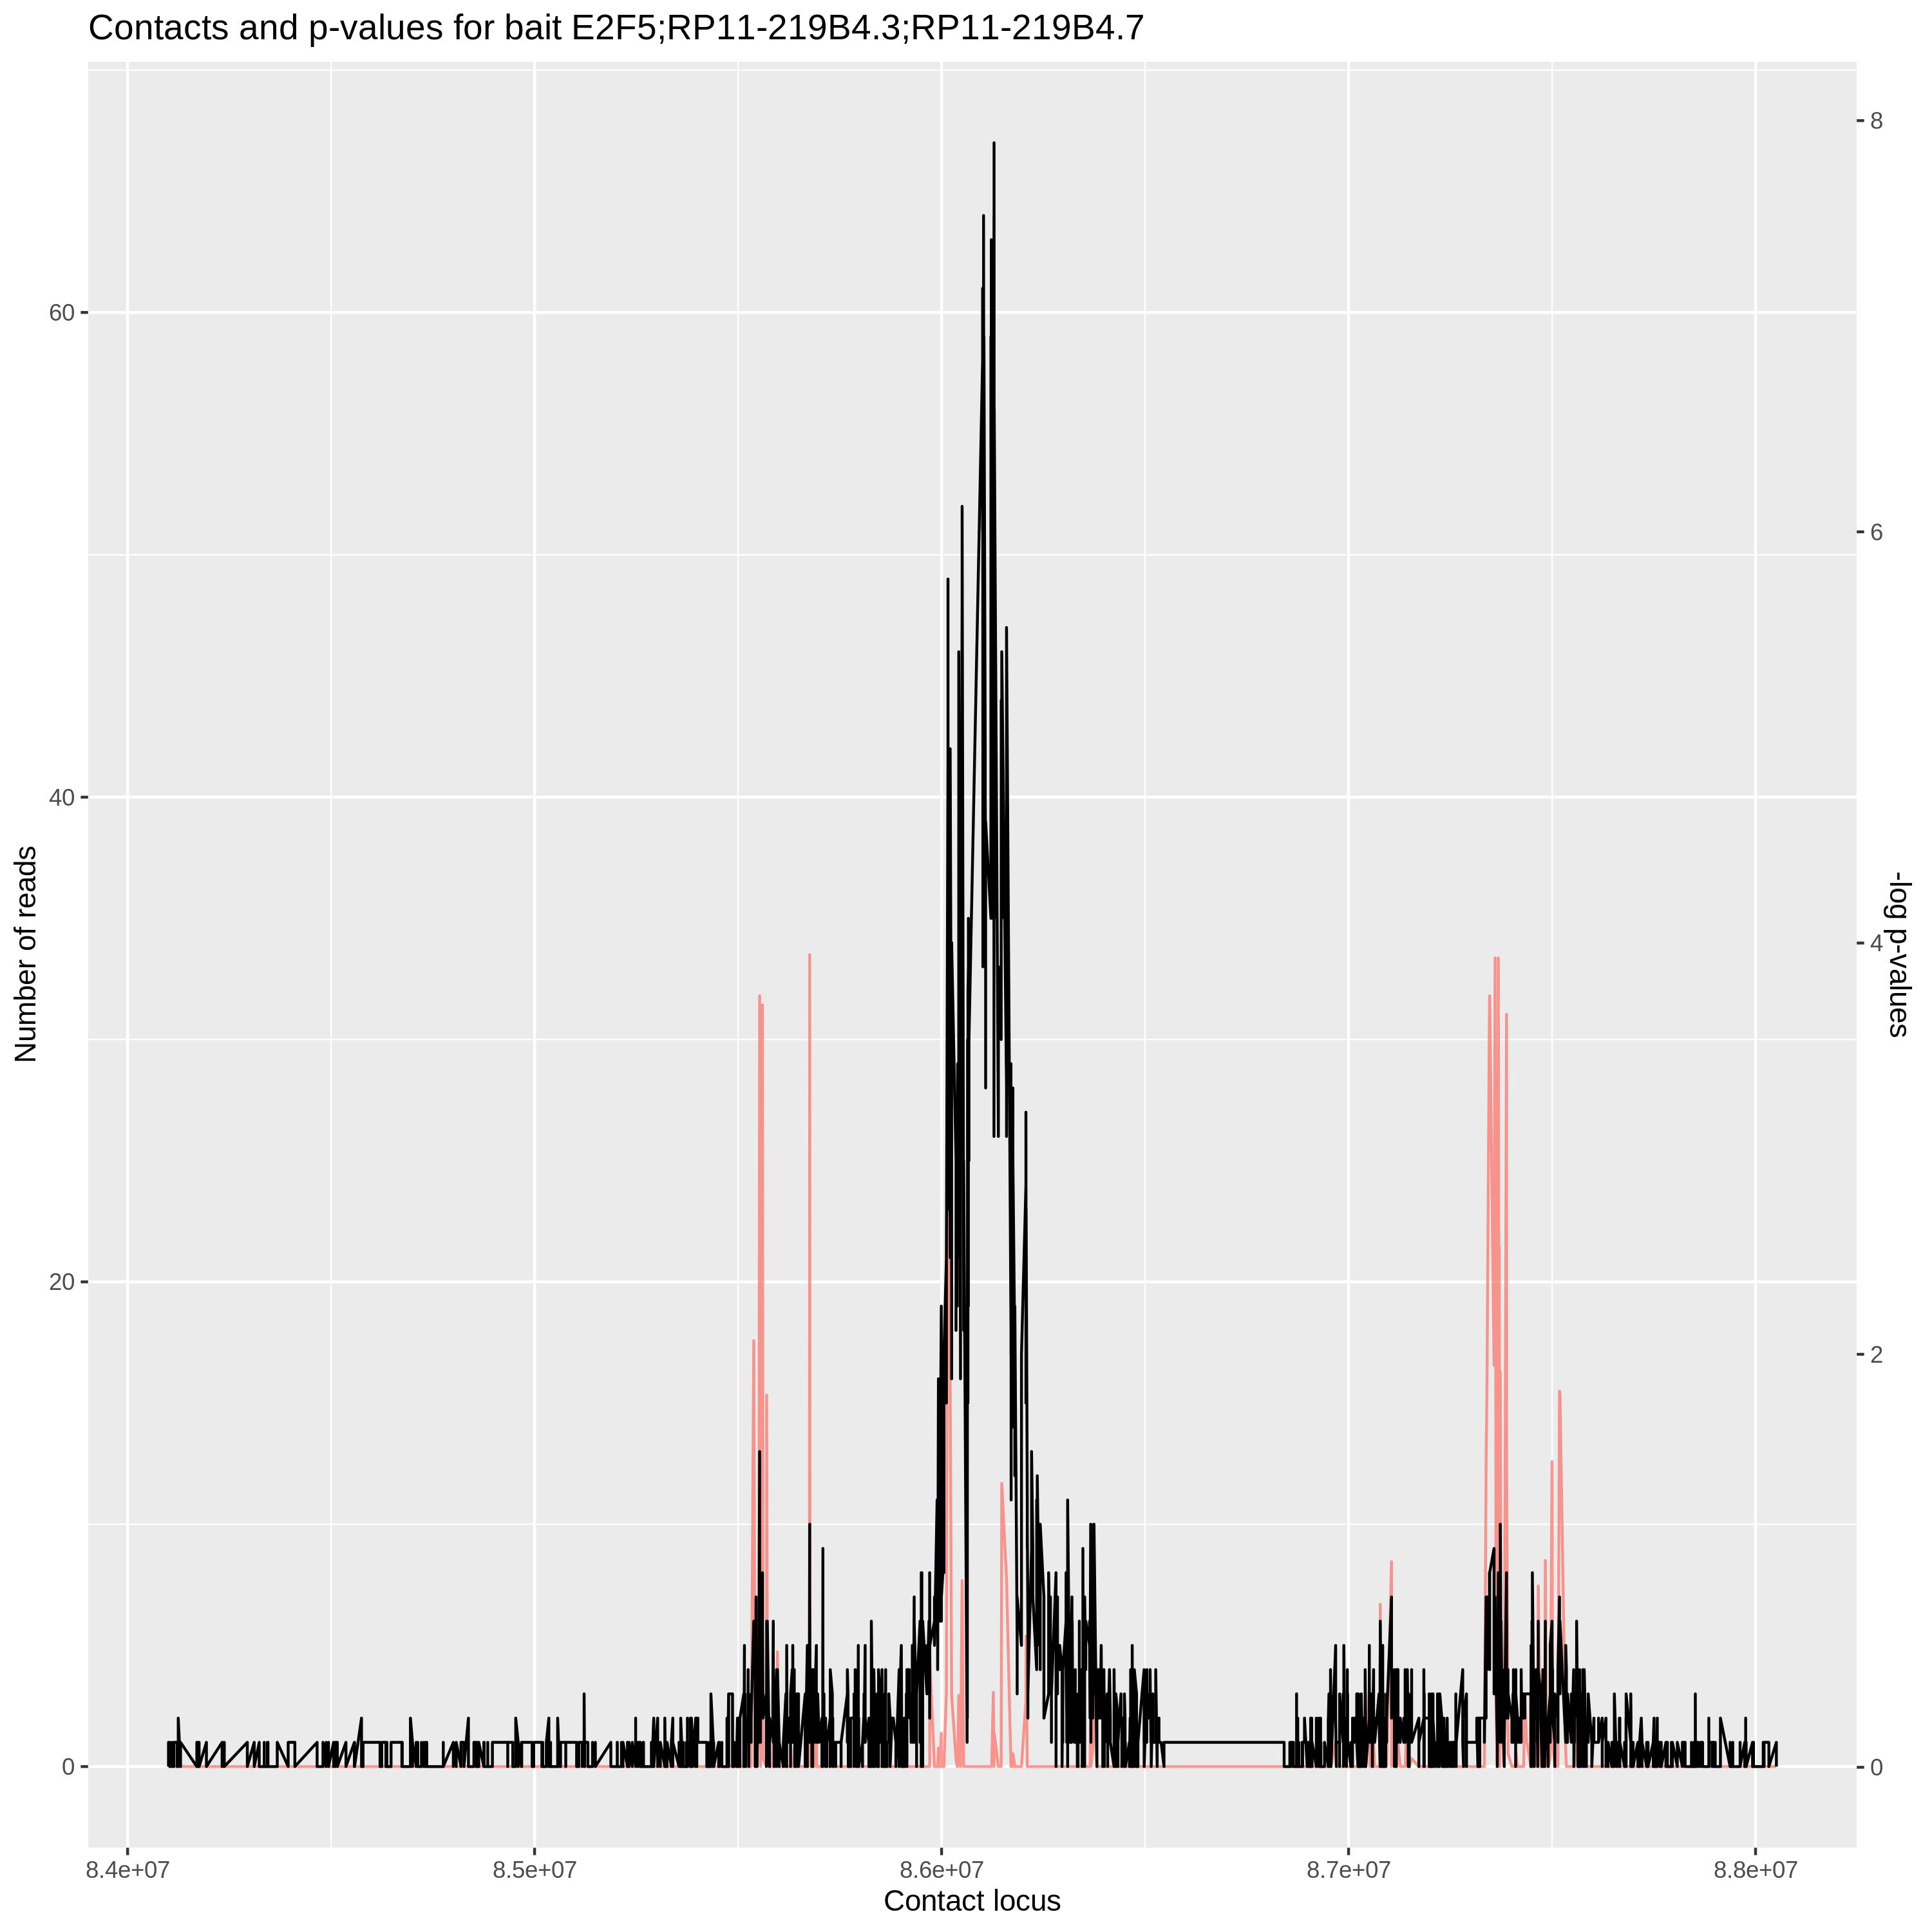 Contacts and p-values for bait E2F5;RP11-219B4.3;RP11-219B4.7
Number of reads
60
40
20
0
8
6
4
2
0
-log p-values
8.4e+07 8.5e+07 8.6e+07 8.7e+07 8.8e+07
Contact locus